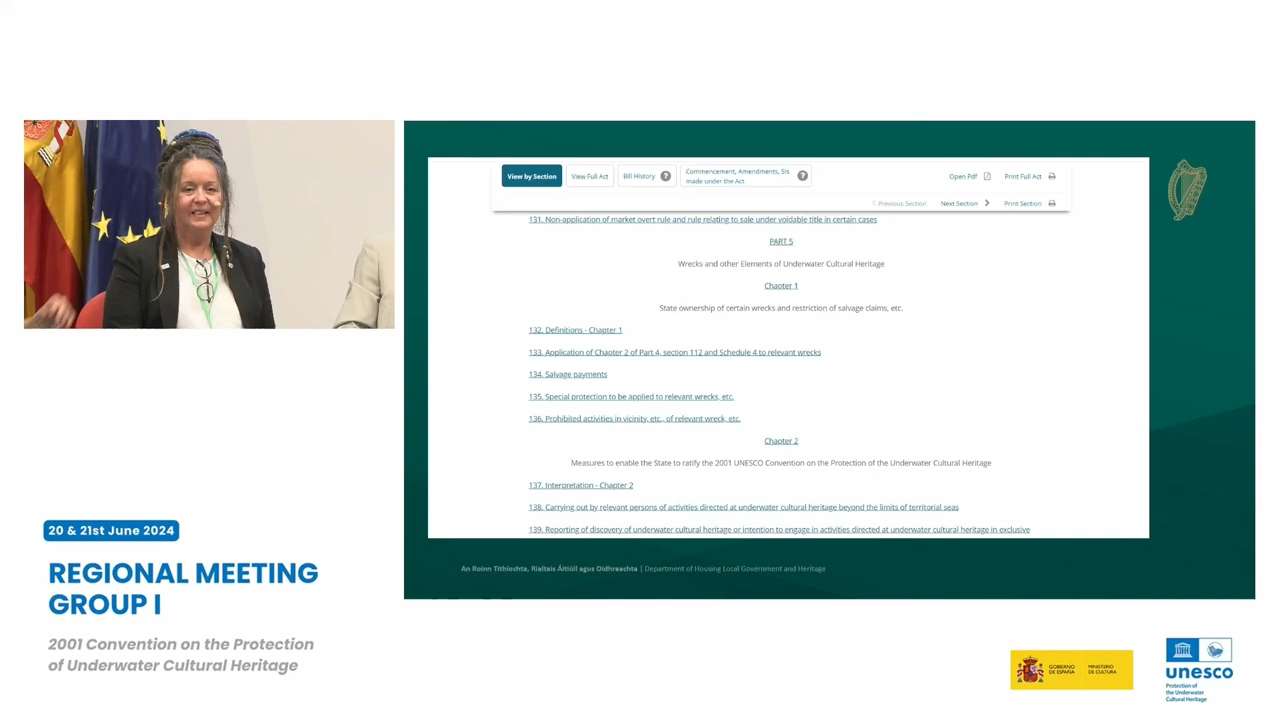 View by Section
View Full Act
Bill History ?
Commencement, Amendments, SIs
made under the Act ?
Open Pdf
Print Full Act
Previous Section
Next Section
Print Section
131. Non-application of market overt rule and rule relating to sale under voidable title in certain cases
PART 5
Wrecks and other Elements of Underwater Cultural Heritage
Chapter 1
State ownership of certain wrecks and restriction of salvage claims, etc.
132. Definitions - Chapter 1
133. Application of Chapter 2 of Part 4, section 112 and Schedule 4 to relevant wrecks
134. Salvage payments
135. Special protection to be applied to relevant wrecks, etc.
136. Prohibited activities in vicinity, etc., of relevant wreck, etc.
Chapter 2
Measures to enable the State to ratify the 2001 UNESCO Convention on the Protection of the Underwater Cultural Heritage
137. Interpretation - Chapter 2
138. Carrying out by relevant persons of activities directed at underwater cultural heritage beyond the limits of territorial seas
139. Reporting of discovery of underwater cultural heritage or intention to engage in activities directed at underwater cultural heritage in exclusive
An Roinn Tithíochta, Rialtais Áitiúil agus Oidhreachta | Department of Housing Local Government and Heritage
20 & 21st June 2024
REGIONAL MEETING
GROUP I
2001 Convention on the Protection
of Underwater Cultural Heritage
GOBIERNO
DE ESPAÑA
MINISTERIO
DE CULTURA
unesco
Protection of
the Underwater
Cultural Heritage